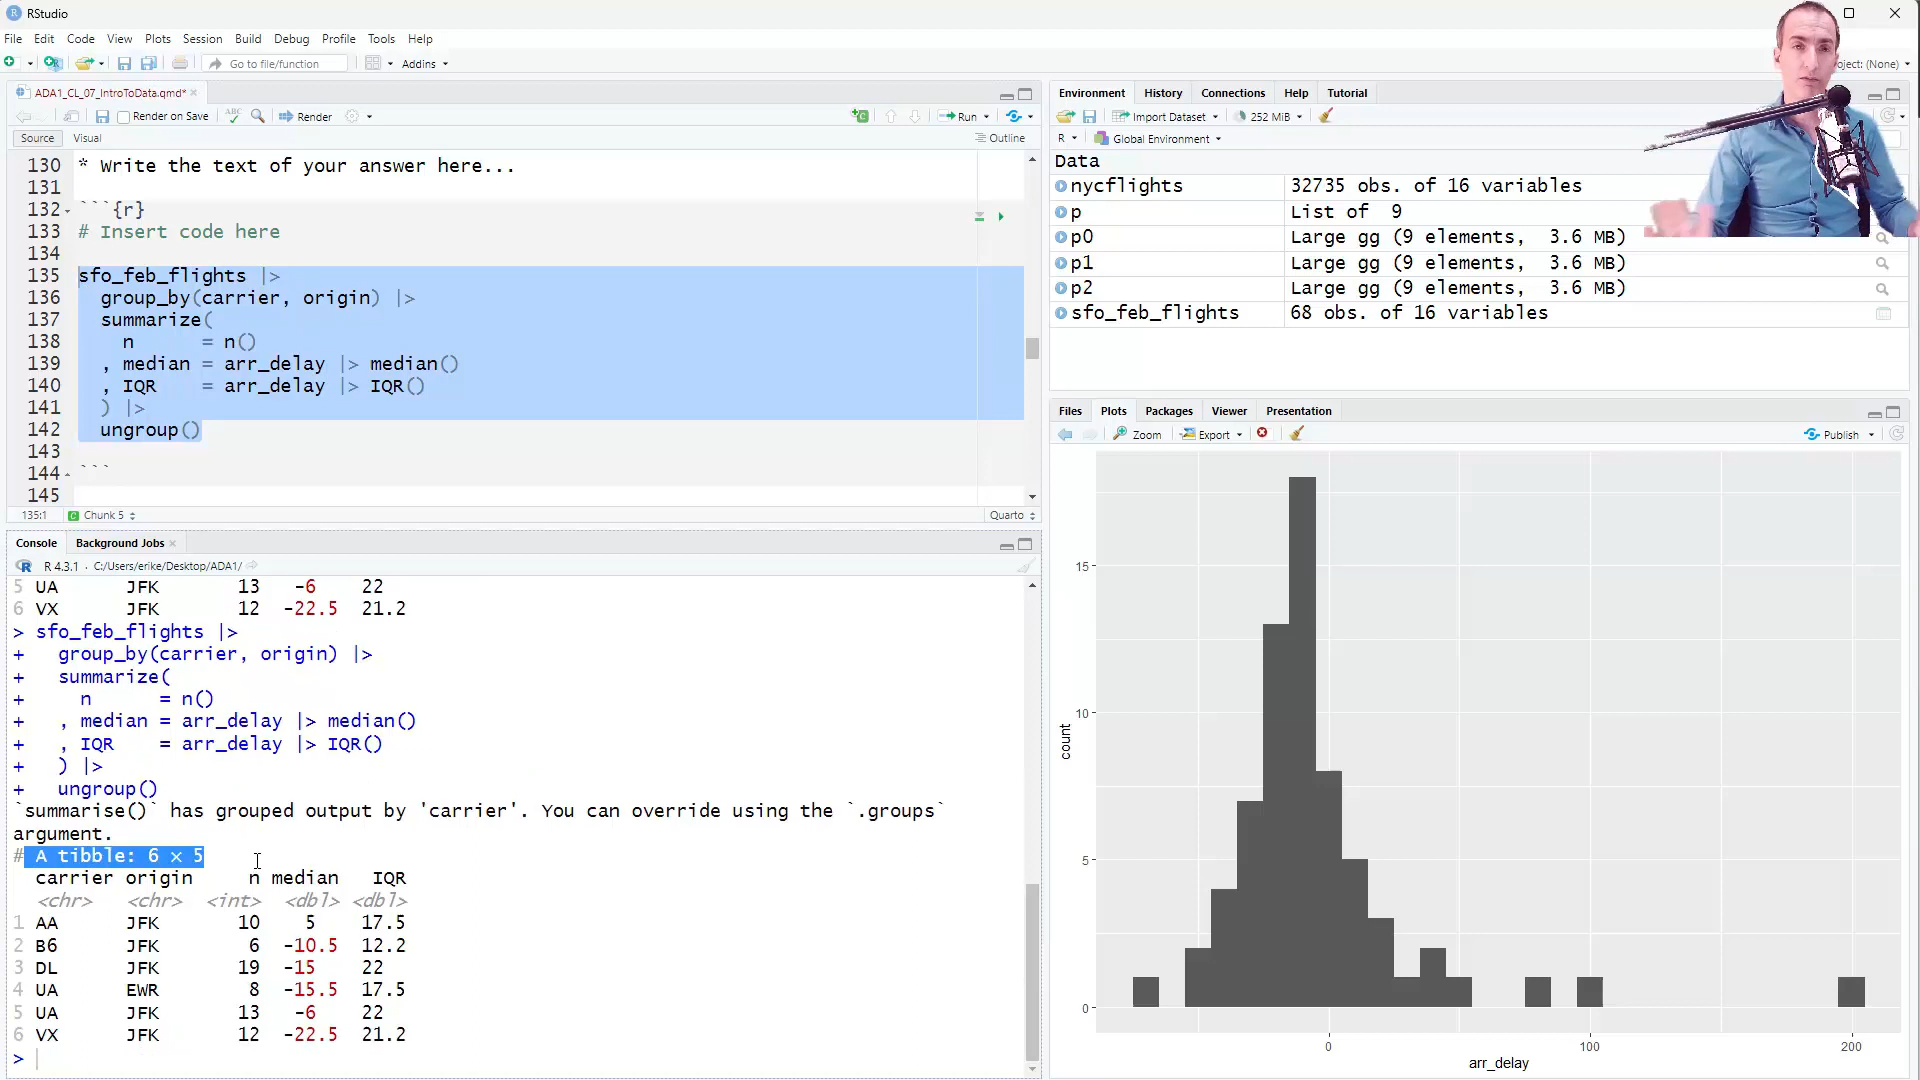 RStudio
File Edit Code View Plots Session Build Debug Profile Tools Help
Go to file/function
Addins
ject: (None)
ADA1_CL_07_IntroToData.qmd*
Render on Save
Render
Run
Source Visual
Outline
130 * Write the text of your answer here...
131
132 ```{r}
133 # Insert code here
134
135 sfo_feb_flights |>
136 group_by(carrier, origin) |>
137 summarize(
138 n = n()
139 , median = arr_delay |> median()
140 , IQR = arr_delay |> IQR()
141 ) |>
142 ungroup()
143
144 ```
145
135:1 Chunk 5 Quarto
Console Background Jobs
R 4.3.1 · C:/Users/erike/Desktop/ADA1/
5 UA JFK 13 -6 22
6 VX JFK 12 -22.5 21.2
> sfo_feb_flights |>
+ group_by(carrier, origin) |>
+ summarize(
+ n = n()
+ , median = arr_delay |> median()
+ , IQR = arr_delay |> IQR()
+ ) |>
+ ungroup()
`summarise()` has grouped output by 'carrier'. You can override using the `.groups`
argument.
# A tibble: 6 × 5
carrier origin n median IQR
<chr> <chr> <int> <dbl> <dbl>
1 AA JFK 10 5 17.5
2 B6 JFK 6 -10.5 12.2
3 DL JFK 19 -15 22
4 UA EWR 8 -15.5 17.5
5 UA JFK 13 -6 22
6 VX JFK 12 -22.5 21.2
>
Environment History Connections Help Tutorial
Import Dataset 252 MiB
R Global Environment
Data
nycflights 32735 obs. of 16 variables
p List of 9
p0 Large gg (9 elements, 3.6 MB)
p1 Large gg (9 elements, 3.6 MB)
p2 Large gg (9 elements, 3.6 MB)
sfo_feb_flights 68 obs. of 16 variables
Files Plots Packages Viewer Presentation
Zoom Export Publish
15
10
5
0
count
0 100 200
arr_delay